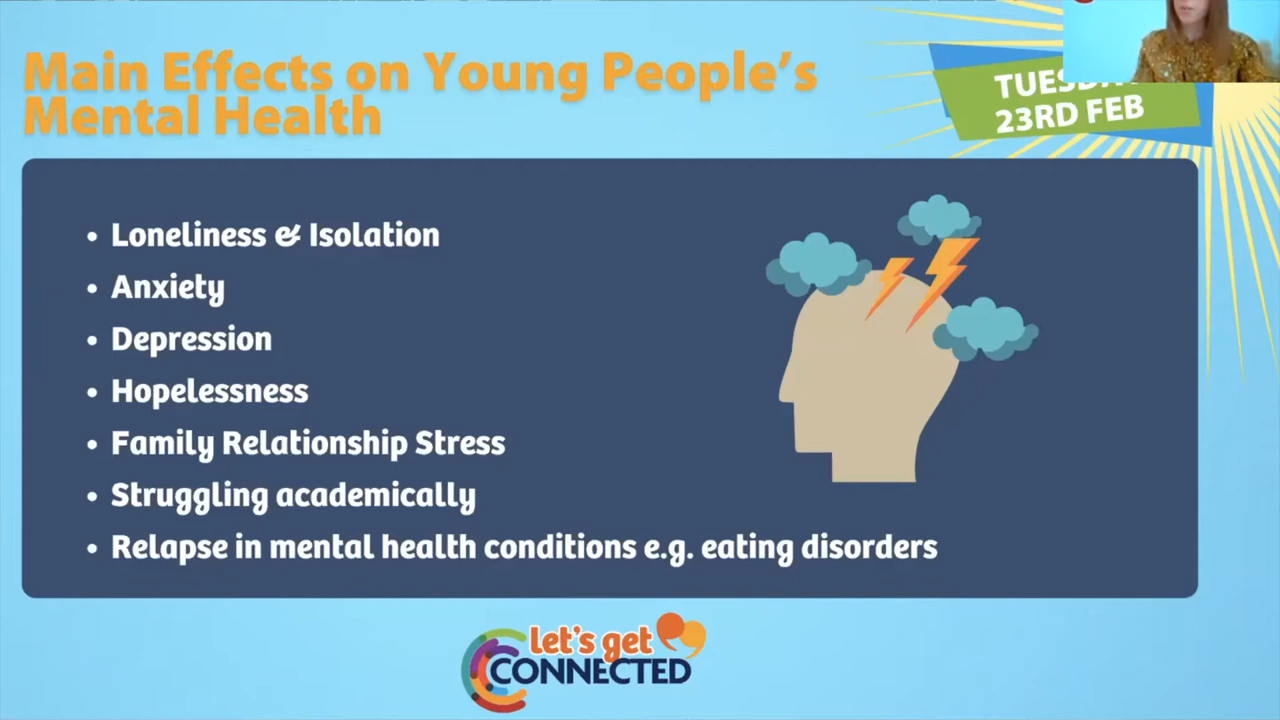 Main Effects on Young People's
Mental Health
23RD FEB
• Loneliness & Isolation
• Anxiety
• Depression
• Hopelessness
• Family Relationship Stress
• Struggling academically
• Relapse in mental health conditions e.g. eating disorders
let's get
CONNECTED